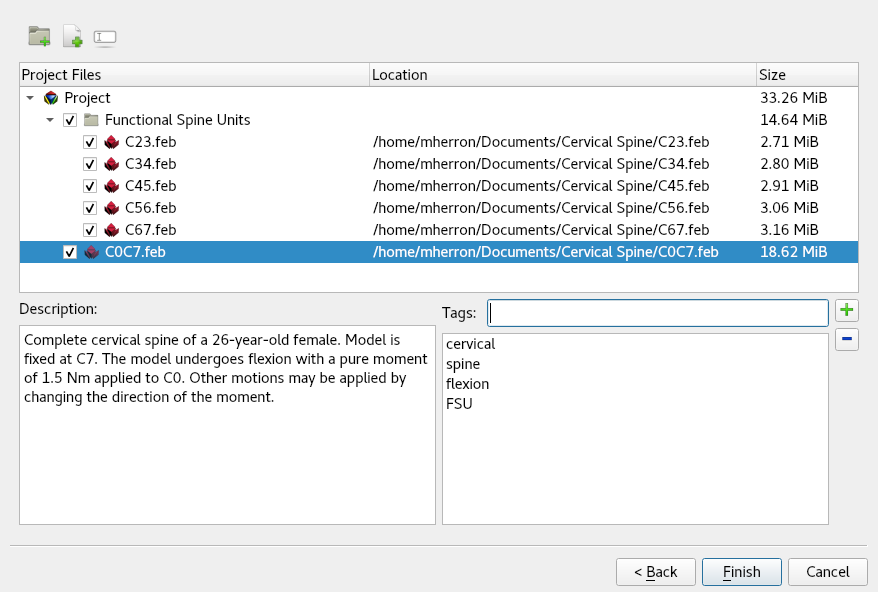 Project Files Location Size
Project 33.26 MiB
Functional Spine Units 14.64 MiB
C23.feb /home/mherron/Documents/Cervical Spine/C23.feb 2.71 MiB
C34.feb /home/mherron/Documents/Cervical Spine/C34.feb 2.80 MiB
C45.feb /home/mherron/Documents/Cervical Spine/C45.feb 2.91 MiB
C56.feb /home/mherron/Documents/Cervical Spine/C56.feb 3.06 MiB
C67.feb /home/mherron/Documents/Cervical Spine/C67.feb 3.16 MiB
C0C7.feb /home/mherron/Documents/Cervical Spine/C0C7.feb 18.62 MiB
Description:
Complete cervical spine of a 26-year-old female. Model is
fixed at C7. The model undergoes flexion with a pure moment
of 1.5 Nm applied to C0. Other motions may be applied by
changing the direction of the moment.
Tags:
cervical
spine
flexion
FSU
< Back Finish Cancel